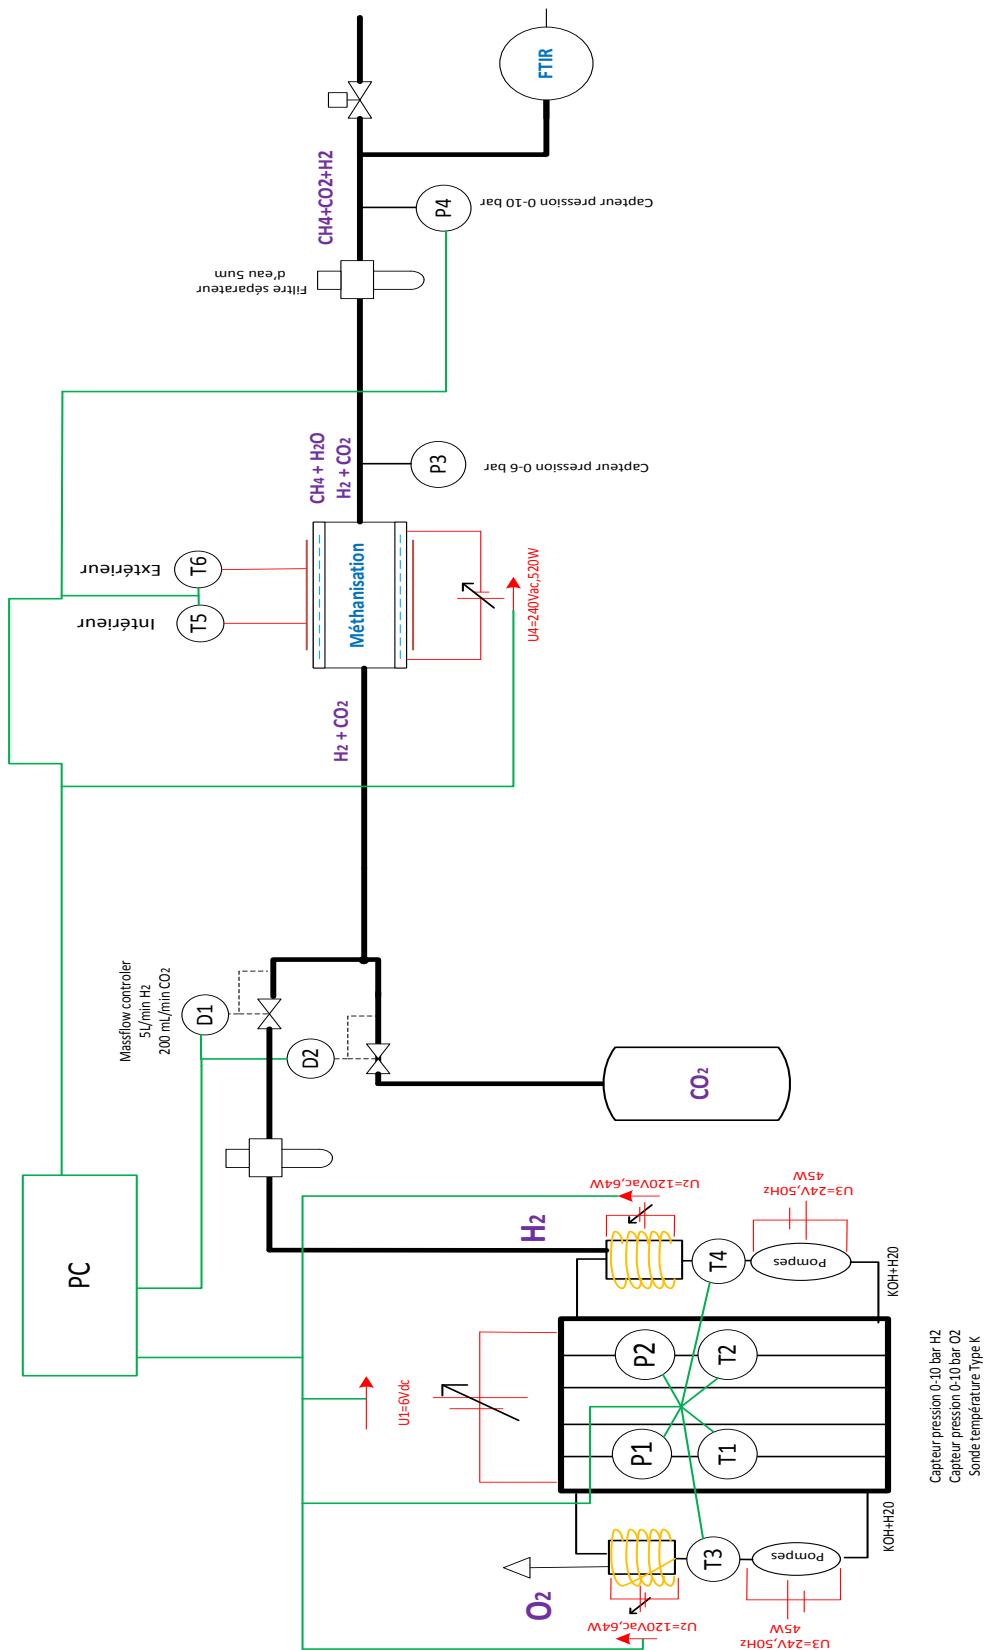 FTIR
CH4+CO2+H2
P4
Capteur pression 0-10 bar
Filtre séparateur
d'eau 5um
CH4 + H2O
H2 + CO2
P3
Capteur pression 0-6 bar
Extérieur
T6
Intérieur
T5
Méthanisation
U4=240Vac,520W
H2 + CO2
Massflow controler
5L/min H2
200 mL/min CO2
D1
D2
CO2
PC
H2
U2=120Vac,64W
U3=24V,50Hz
45W
T4
Pompes
KOH+H20
U1=6Vdc
P2
T2
P1
T1
O2
U2=120Vac,64W
T3
Pompes
U3=24V,50Hz
45W
KOH+H20
Capteur pression 0-10 bar H2
Capteur pression 0-10 bar O2
Sonde température Type K